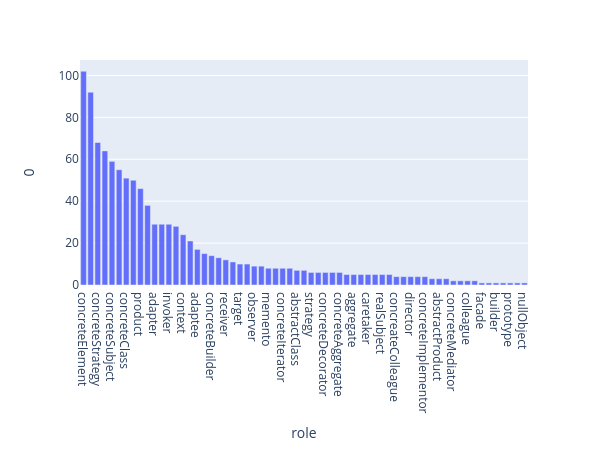 100
80
60
40
20
0
0
concreteElement
concreteStrategy
concreteSubject
concreteClass
product
adapter
invoker
context
adaptee
concreteBuilder
receiver
target
observer
memento
concreteIterator
abstractClass
strategy
concreteDecorator
concreteAggregate
aggregate
caretaker
realSubject
concreateColleague
director
concreteImplementor
abstractProduct
concreteMediator
colleague
facade
builder
prototype
nullObject
role